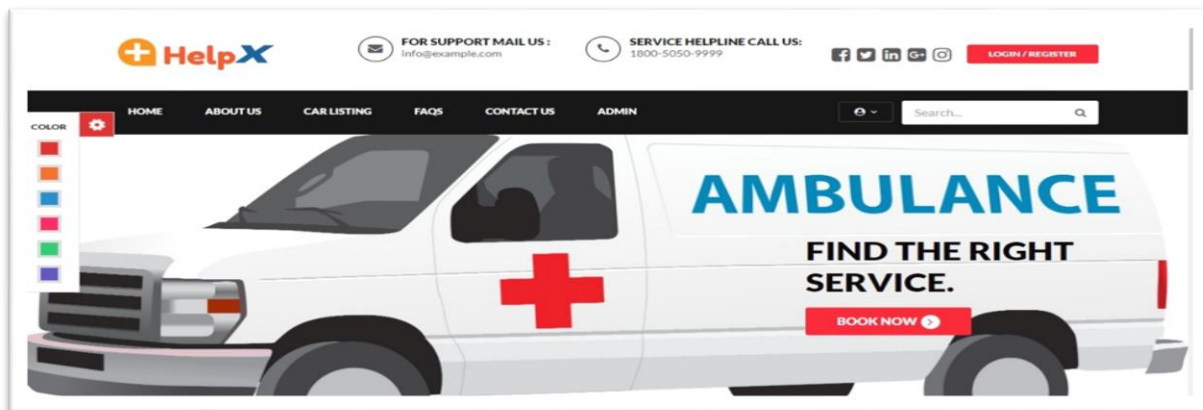 HelpX
FOR SUPPORT MAIL US :
info@example.com
SERVICE HELPLINE CALL US:
1800-5050-9999
LOGIN / REGISTER
HOME ABOUT US CAR LISTING FAQS CONTACT US ADMIN
Search...
COLOR
AMBULANCE
FIND THE RIGHT
SERVICE.
BOOK NOW